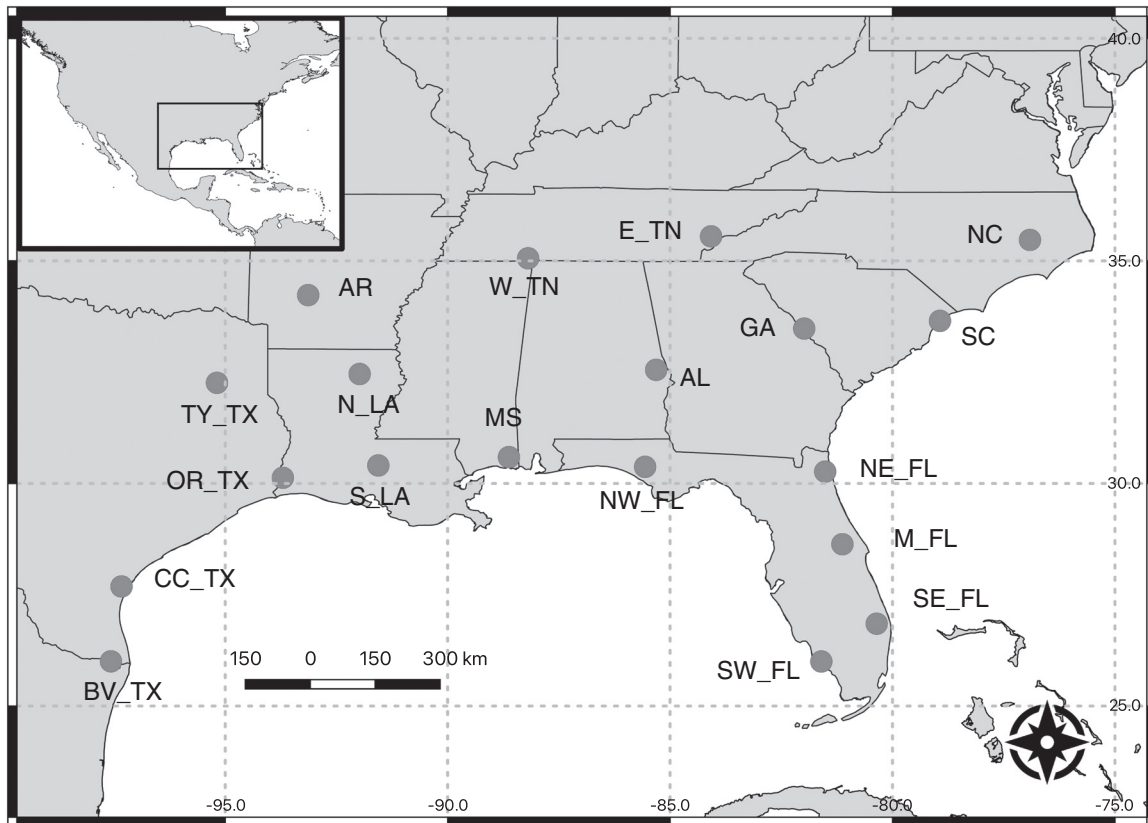 40.0
E_TN
NC
35.0
W_TN
AR
GA
SC
AL
TY_TX
N_LA
MS
OR_TX
S_LA
NW_FL
NE_FL
30.0
M_FL
CC_TX
SE_FL
150 0 150 300 km
SW_FL
BV_TX
25.0
-95.0 -90.0 -85.0 -80.0 -75.0